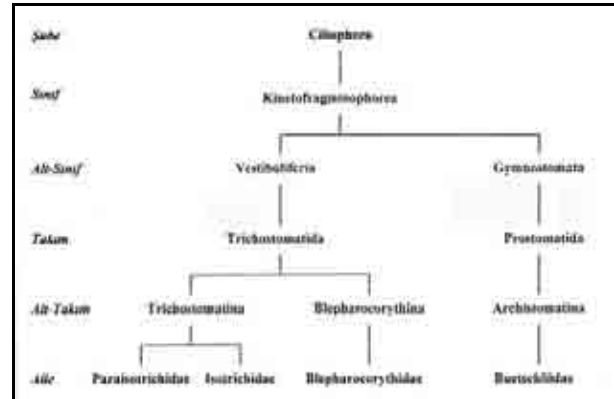 Şube Ciliophora
Sınıf Kinetofragminophorea
Alt-Sınıf Vestibuliferia Gymnostomata
Takım Trichostomatida Prostomatida
Alt-Takım Trichostomatina Blepharocorythina Archistomatina
Aile Paraisotrichidae Isotrichidae Blepharocorythidae Buetschliidae